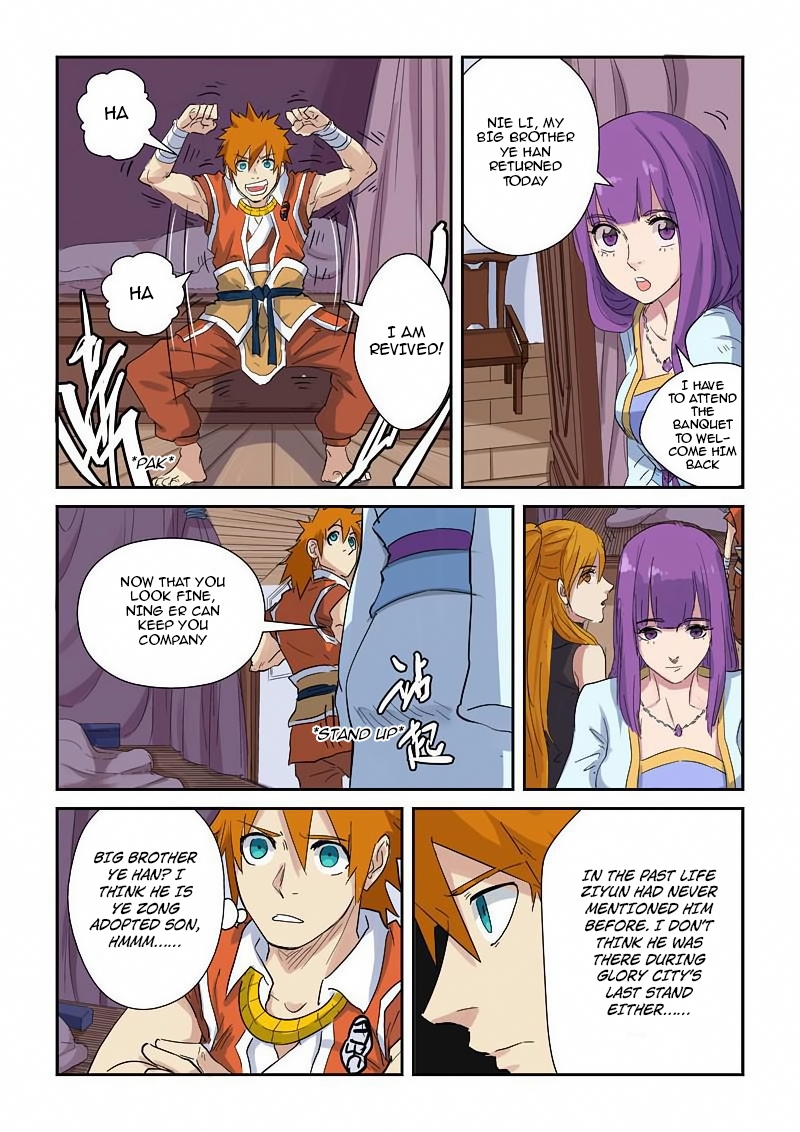 HA
HA
I AM
REVIVED!
*PAK*
NIE LI, MY
BIG BROTHER
YE HAN
RETURNED
TODAY
I HAVE
TO ATTEND
THE
BANQUET
TO WEL-
COME HIM
BACK
NOW THAT YOU
LOOK FINE,
NING ER CAN
KEEP YOU
COMPANY
站起
*STAND UP*
BIG BROTHER
YE HAN? I
THINK HE IS
YE ZONG
ADOPTED SON,
HMMM......
IN THE PAST LIFE
ZIYUN HAD NEVER
MENTIONED HIM
BEFORE. I DON'T
THINK HE WAS
THERE DURING
GLORY CITY'S
LAST STAND
EITHER......